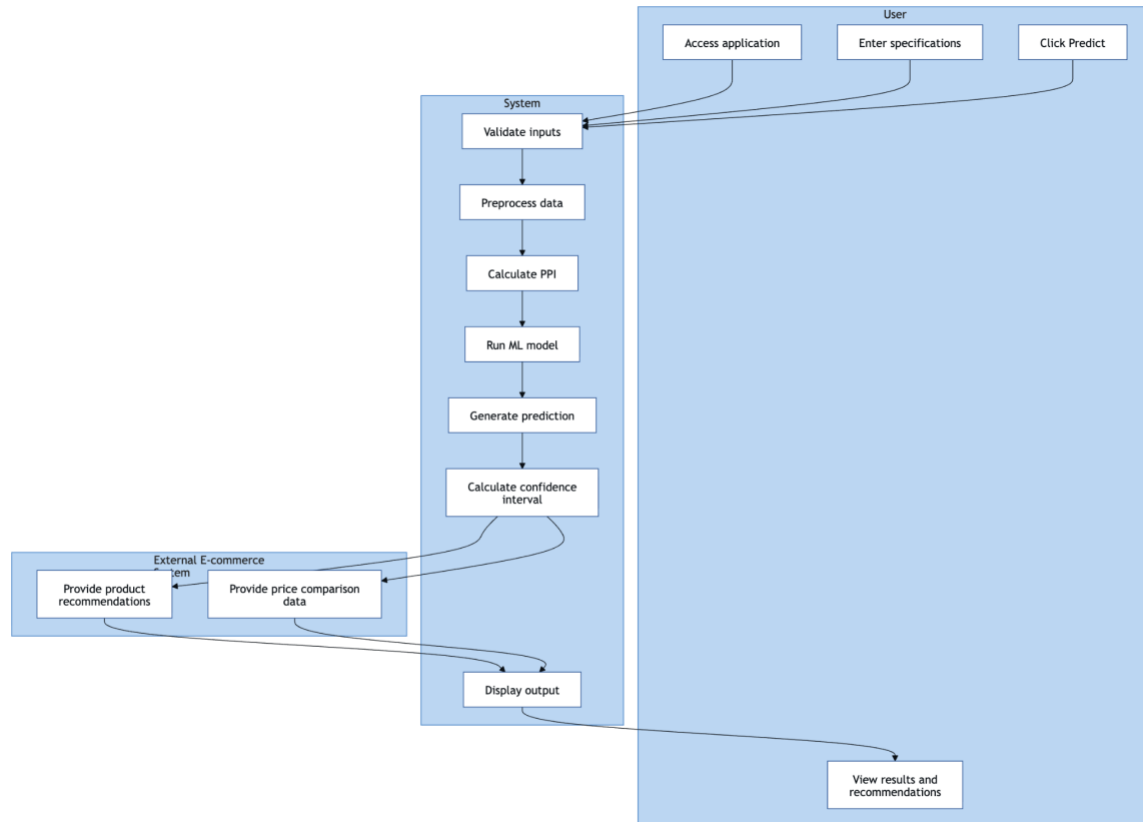 User
Access application
Enter specifications
Click Predict
System
Validate inputs
Preprocess data
Calculate PPI
Run ML model
Generate prediction
Calculate confidence
interval
External E-commerce
System
Provide product
recommendations
Provide price comparison
data
Display output
View results and
recommendations